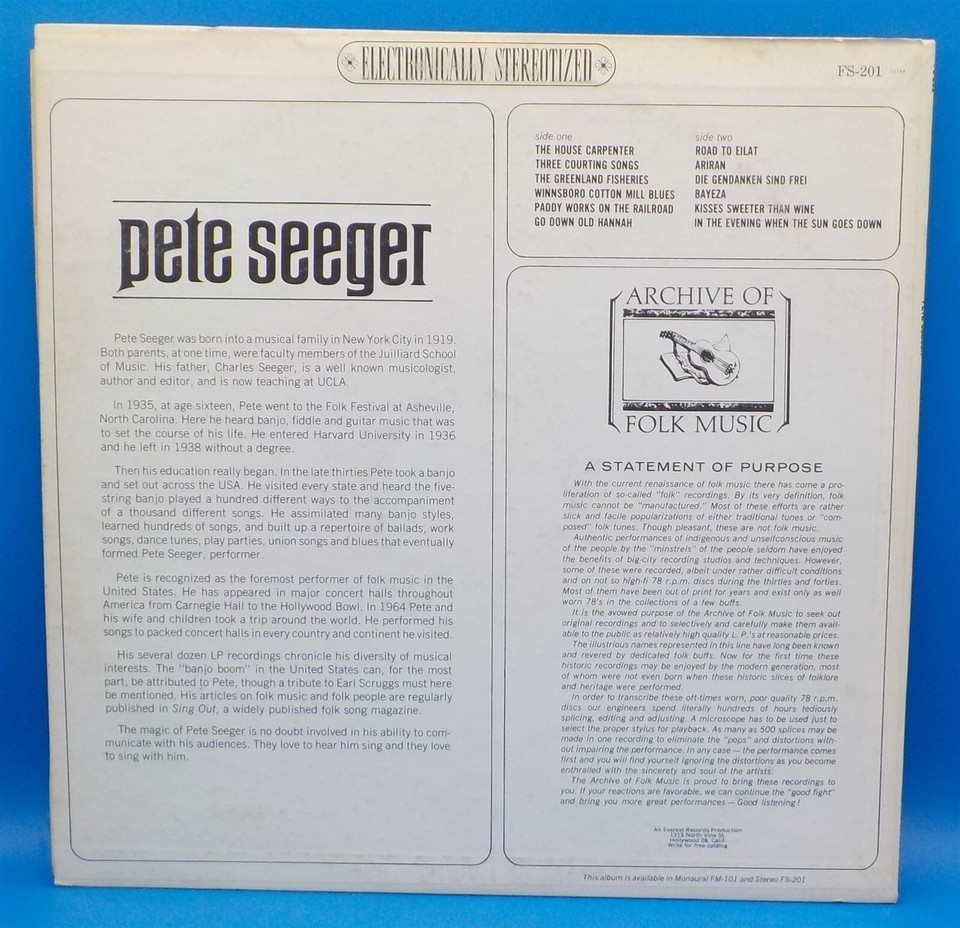 ELECTRONICALLY STEREOTIZED
FS-201
pete seeger
Pete Seeger was born into a musical family in New York City in 1919.
Both parents, at one time, were faculty members of the Juilliard School
of Music. His father, Charles Seeger, is a well known musicologist,
author and editor, and is now teaching at UCLA.
In 1935, at age sixteen, Pete went to the Folk Festival at Asheville,
North Carolina. Here he heard banjo, fiddle and guitar music that was
to set the course of his life. He entered Harvard University in 1936
and he left in 1938 without a degree.
Then his education really began. In the late thirties Pete took a banjo
and set out across the USA. He visited every state and heard the five-
string banjo played a hundred different ways to the accompaniment
of a thousand different songs. He assimilated many banjo styles,
learned hundreds of songs, and built up a repertoire of ballads, work
songs, dance tunes, play parties, union songs and blues that eventually
formed Pete Seeger, performer.
Pete is recognized as the foremost performer of folk music in the
United States. He has appeared in major concert halls throughout
America from Carnegie Hall to the Hollywood Bowl. In 1964 Pete and
his wife and children took a trip around the world. He performed his
songs to packed concert halls in every country and continent he visited.
His several dozen LP recordings chronicle his diversity of musical
interests. The "banjo boom" in the United States can, for the most
part, be attributed to Pete, though a tribute to Earl Scruggs must here
be mentioned. His articles on folk music and folk people are regularly
published in Sing Out, a widely published folk song magazine.
The magic of Pete Seeger is no doubt involved in his ability to com-
municate with his audiences. They love to hear him sing and they love
to sing with him.
side one
THE HOUSE CARPENTER
THREE COURTING SONGS
THE GREENLAND FISHERIES
WINNSBORO COTTON MILL BLUES
PADDY WORKS ON THE RAILROAD
GO DOWN OLD HANNAH
side two
ROAD TO EILAT
ARIRAN
DIE GENDANKEN SIND FREI
BAYEZA
KISSES SWEETER THAN WINE
IN THE EVENING WHEN THE SUN GOES DOWN
ARCHIVE OF
FOLK MUSIC
A STATEMENT OF PURPOSE
With the current renaissance of folk music there has come a pro-
liferation of so-called "folk" recordings. By its very definition, folk
music cannot be "manufactured." Most of these efforts are rather
slick and facile popularizations of either traditional tunes or "com-
posed" folk tunes. Though pleasant, these are not folk music.
Authentic performances of indigenous and unselfconscious music
of the people by the "minstrels" of the people seldom have enjoyed
the benefits of big-city recording studios and techniques. However,
some of these were recorded, albeit under rather difficult conditions
and on not so high-fi 78 r.p.m. discs during the thirties and forties.
Most of them have been out of print for years and exist only as well
worn 78's in the collections of a few buffs.
It is the avowed purpose of the Archive of Folk Music to seek out
original recordings and to selectively and carefully make them avail-
able to the public as relatively high quality L. P.'s at reasonable prices.
The illustrious names represented in this line have long been known
and revered by dedicated folk buffs. Now for the first time these
historic recordings may be enjoyed by the modern generation, most
of whom were not even born when these historic slices of folklore
and heritage were performed.
In order to transcribe these oft-times worn, poor quality 78 r.p.m.
discs our engineers spend literally hundreds of hours tediously
splicing, editing and adjusting. A microscope has to be used just to
select the proper stylus for playback. As many as 500 splices may be
made in one recording to eliminate the "pops" and distortions with-
out impairing the performance. In any case — the performance comes
first and you will find yourself ignoring the distortions as you become
enthralled with the sincerety and soul of the artists.
The Archive of Folk Music is proud to bring these recordings to
you. If your reactions are favorable, we can continue the "good fight"
and bring you more great performances — Good listening!
An Everest Records Production
1313 North Vine St.
Hollywood 28, Calif.
Write for free catalog
This album is available in Monaural FM-101 and Stereo FS-201